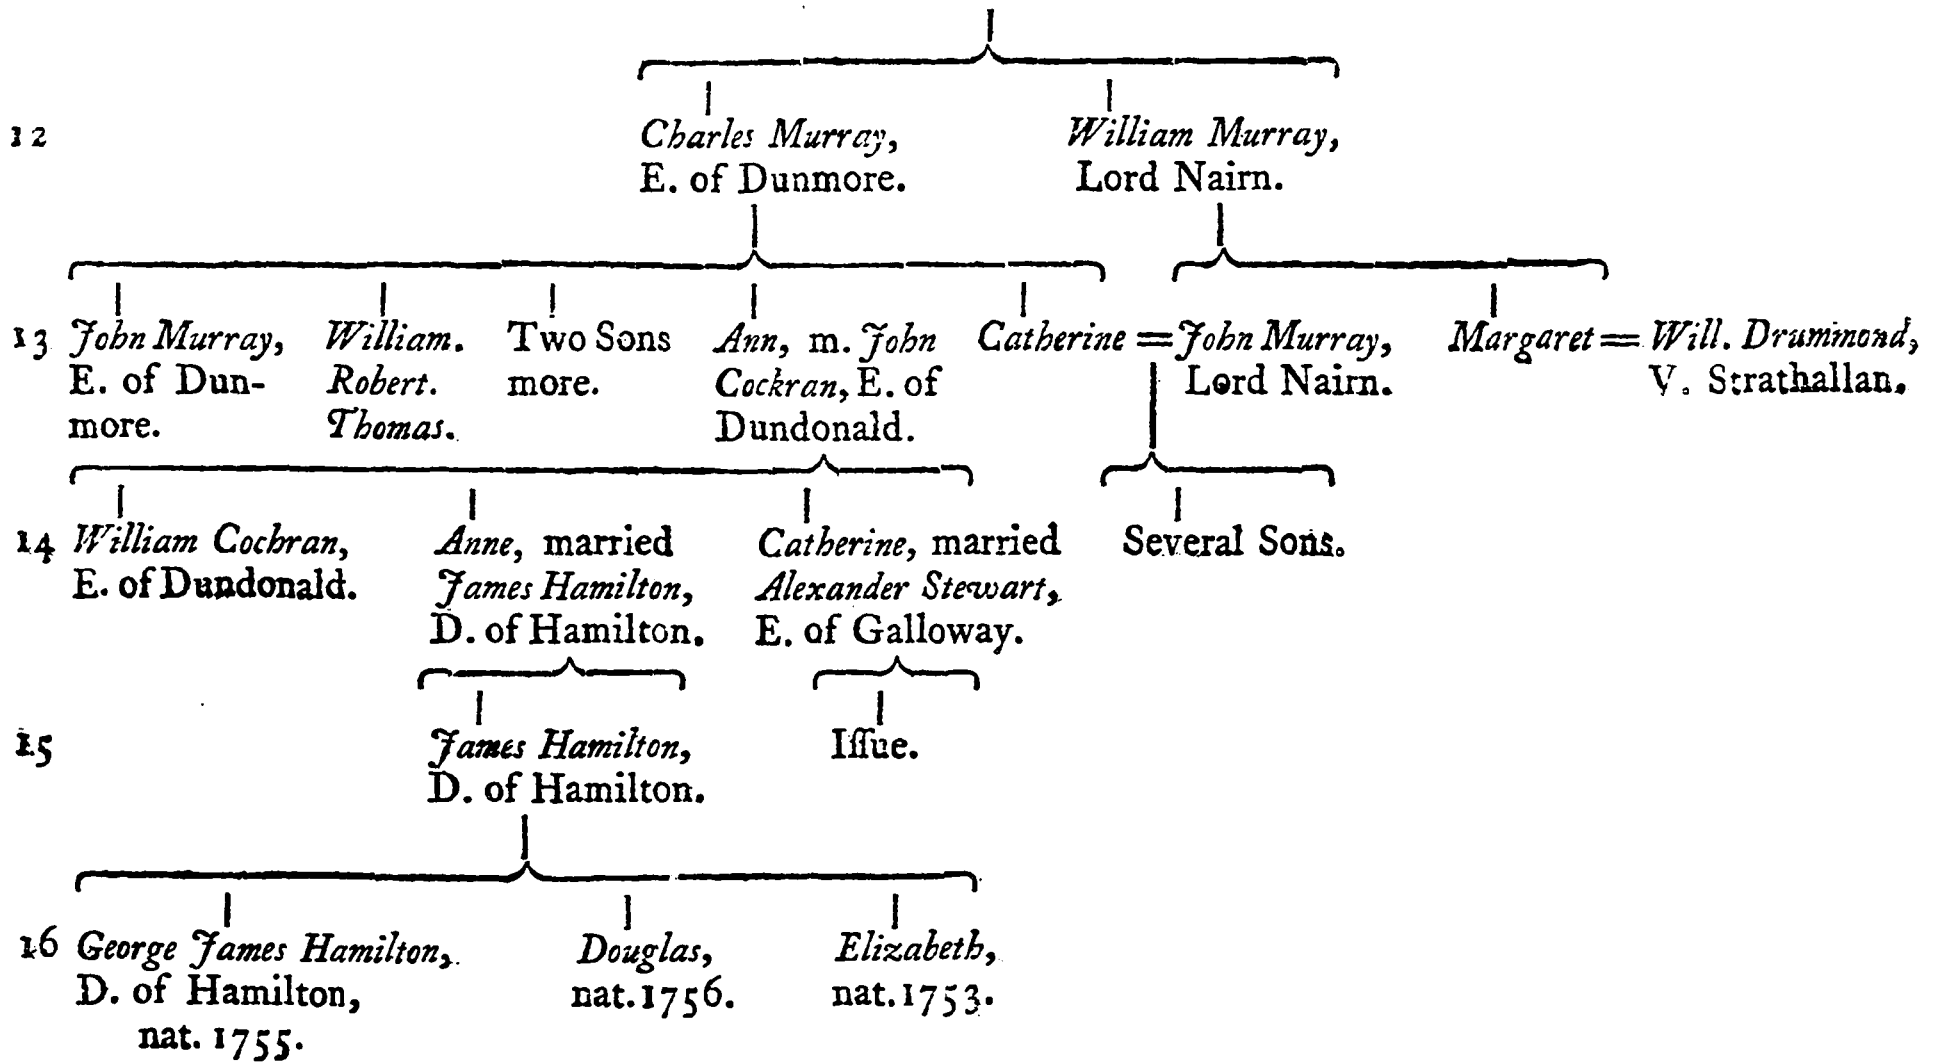 12
Charles Murray,
E. of Dunmore.
William Murray,
Lord Nairn.
13
John Murray,
E. of Dun-
more.
William.
Robert.
Thomas.
Two Sons
more.
Ann, m. John
Cockran, E. of
Dundonald.
Catherine = John Murray,
Lord Nairn.
Margaret = Will. Drummond,
V. Strathallan.
14
William Cochran,
E. of Dundonald.
Anne, married
James Hamilton,
D. of Hamilton.
Catherine, married
Alexander Stewart,
E. of Galloway.
Several Sons.
15
James Hamilton,
D. of Hamilton.
Iſſue.
16
George James Hamilton,
D. of Hamilton,
nat. 1755.
Douglas,
nat. 1756.
Elizabeth,
nat. 1753.